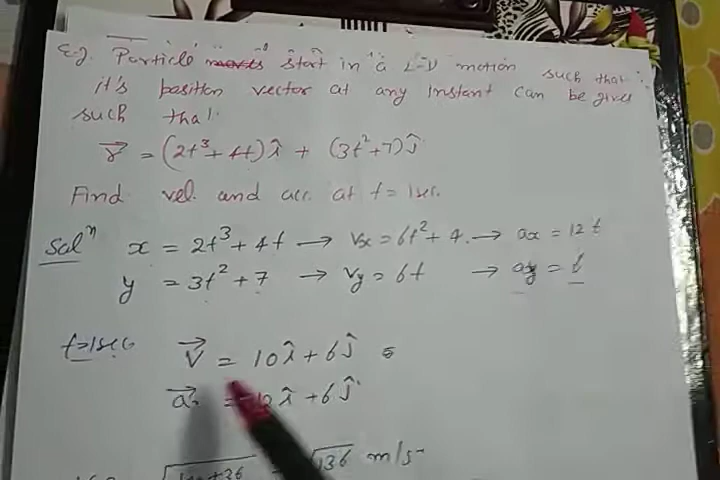 E.g. Particle moves start in a 2-D motion such that
it's position vector at any instant can be given
such that
r⃗ = (2t³+4t)î + (3t²+7)ĵ
Find vel. and acc. at t=1sec.
Solⁿ x = 2t³+4t → Vx = 6t²+4. → ax = 12t
y = 3t²+7 → Vy = 6t → ay = 6
t=1sec V⃗ = 10î+6ĵ
a⃗ = 12î+6ĵ
√136 m/s